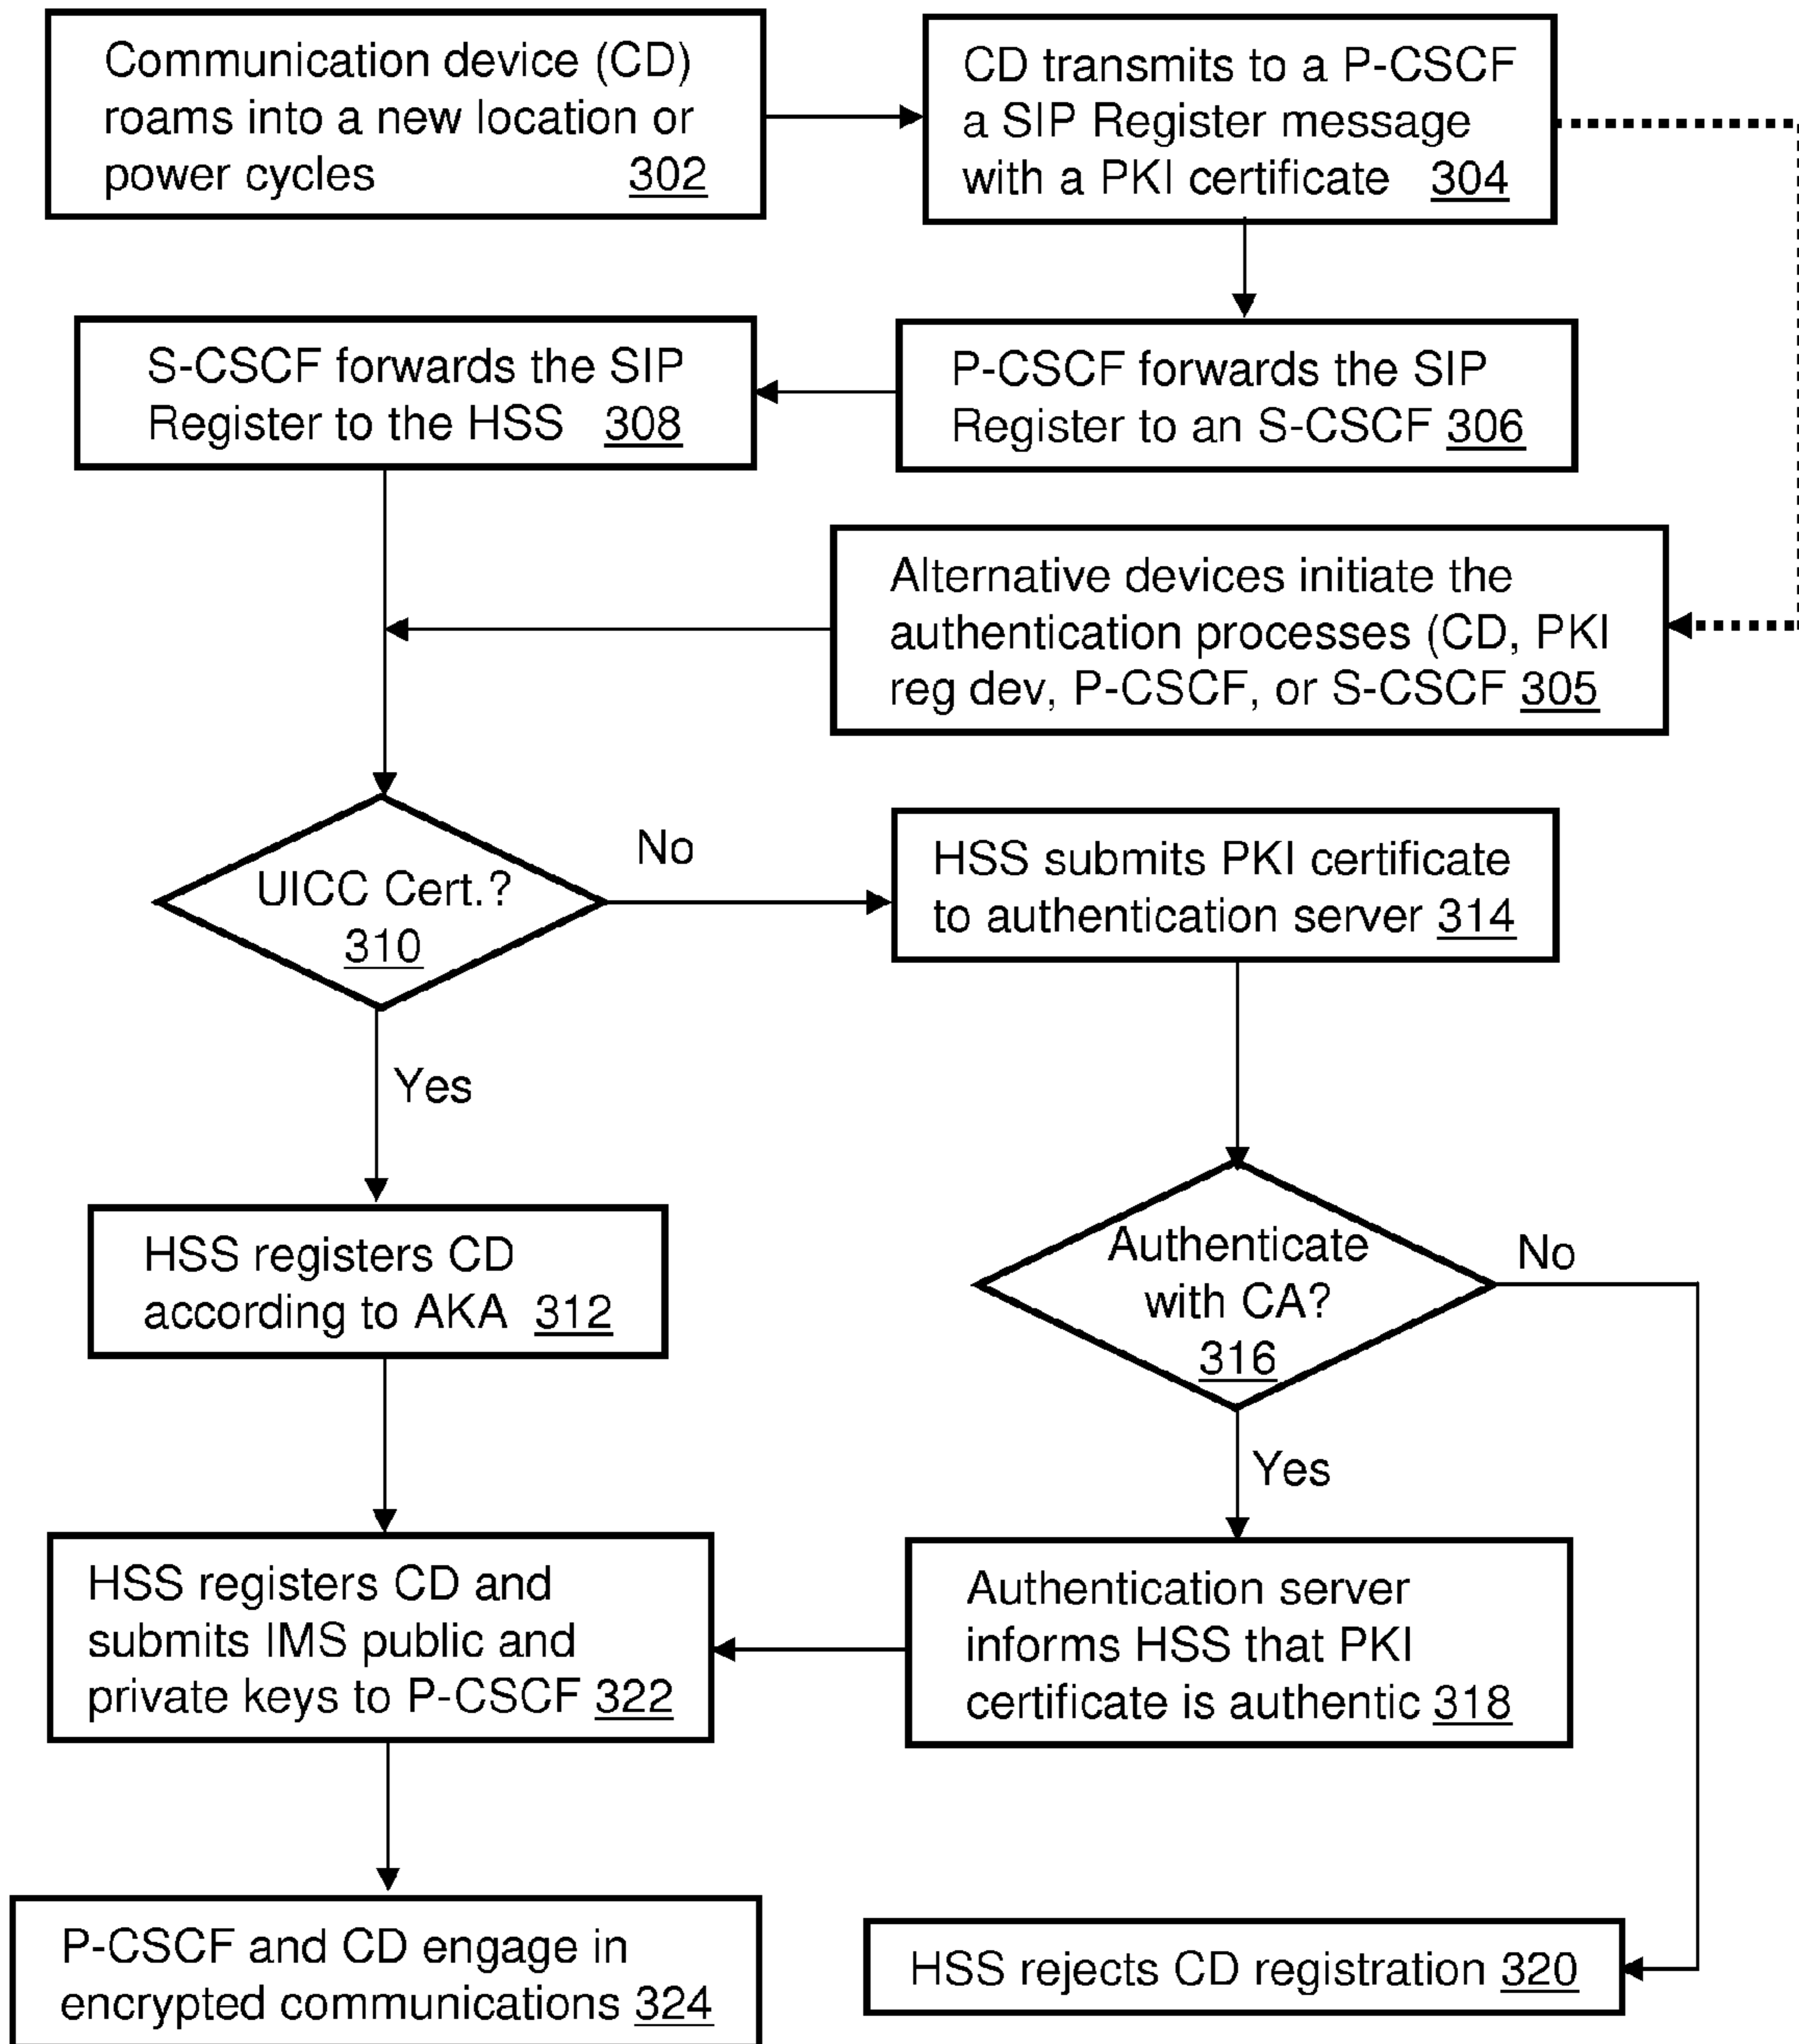 Communication device (CD)
roams into a new location or
power cycles 302
CD transmits to a P-CSCF
a SIP Register message
with a PKI certificate 304
S-CSCF forwards the SIP
Register to the HSS 308
P-CSCF forwards the SIP
Register to an S-CSCF 306
Alternative devices initiate the
authentication processes (CD, PKI
reg dev, P-CSCF, or S-CSCF 305
UICC Cert.?
310
No
HSS submits PKI certificate
to authentication server 314
Yes
HSS registers CD
according to AKA 312
Authenticate
with CA?
316
No
Yes
HSS registers CD and
submits IMS public and
private keys to P-CSCF 322
Authentication server
informs HSS that PKI
certificate is authentic 318
P-CSCF and CD engage in
encrypted communications 324
HSS rejects CD registration 320